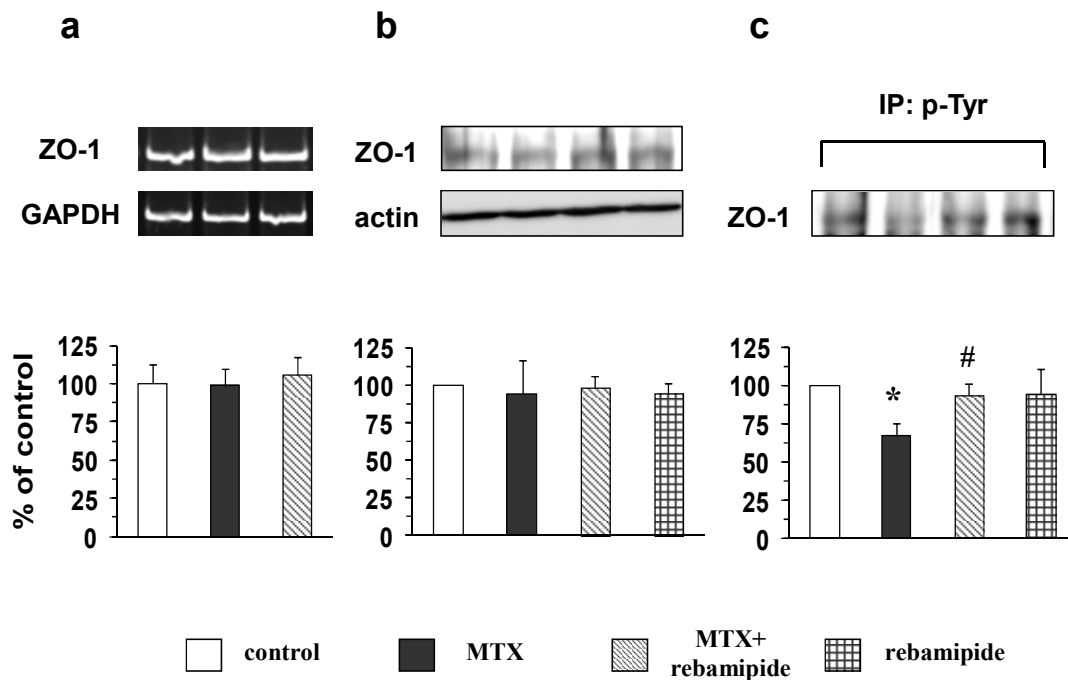 a b c
IP: p-Tyr
ZO-1 ZO-1
GAPDH actin ZO-1
% of control
125 125 125
100 100 100
75 75 75
50 50 50
25 25 25
0 0 0
* #
control MTX MTX+ rebamipide
rebamipide